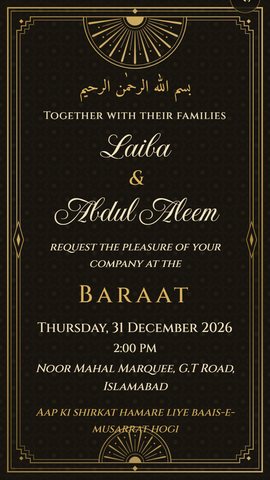 بسم الله الرحمن الرحيم
Together with their families
Laiba
&
Abdul Aleem
request the pleasure of your
company at the
Baraat
Thursday, 31 December 2026
2:00 PM
Noor Mahal Marquee, G.T Road,
Islamabad
Aap ki shirkat hamare liye baais-e-
musarrat hogi